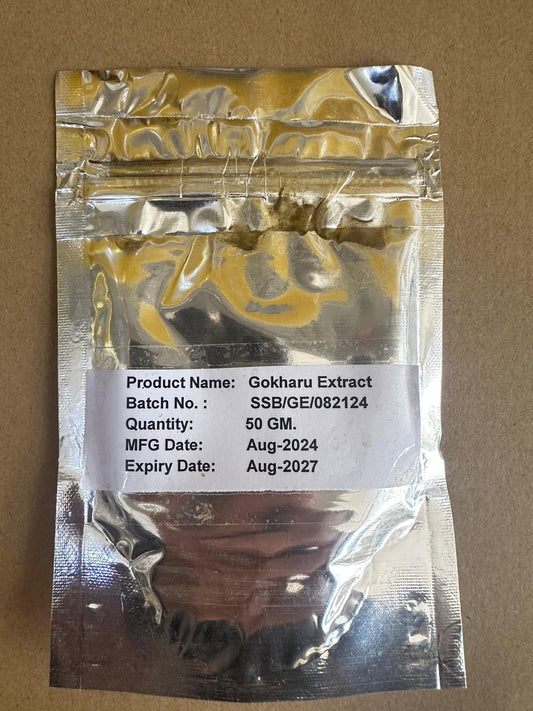 Product Name: Gokharu Extract
Batch No. : SSB/GE/082124
Quantity: 50 GM.
MFG Date: Aug-2024
Expiry Date: Aug-2027